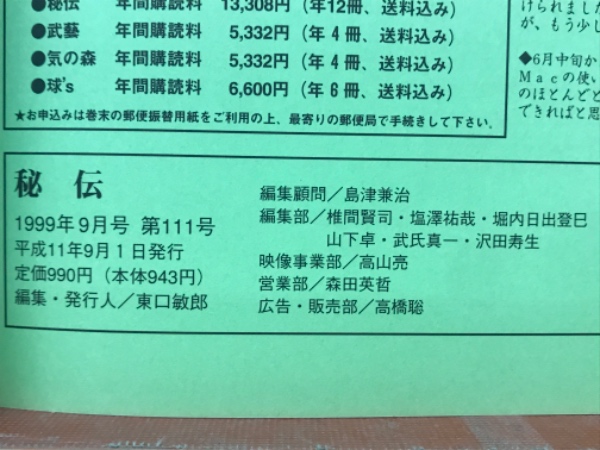 ●秘伝 年間購読料 13,308円（年12冊、送料込み）
●武藝 年間購読料 5,332円（年 4 冊、送料込み）
●気の森 年間購読料 5,332円（年 4 冊、送料込み）
●球's 年間購読料 6,600円（年 6 冊、送料込み）
★お申込みは巻末の郵便振替用紙をご利用の上、最寄りの郵便局で手続きして下さい。
けられました
が、もう少し
◆6月中旬か
Ｍａｃの使い
のほとんどと
できればと思
秘 伝
1999年 9月号 第111号
平成11年9月 1 日発行
定価990円（本体943円）
編集・発行人／東口敏郎
編集顧問／島津兼治
編集部／椎間賢司・塩澤祐哉・堀内日出登巳
山下卓・武氏真一・沢田寿生
映像事業部／高山亮
営業部／森田英哲
広告・販売部／高橋聡